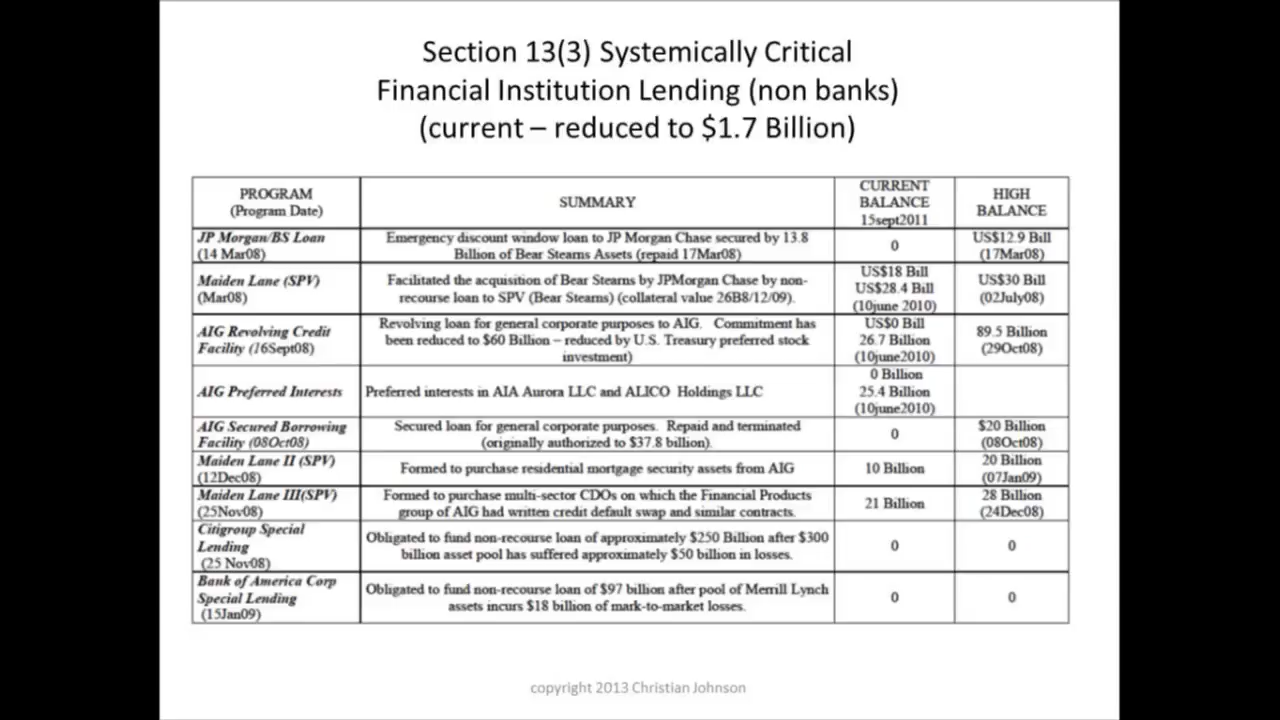 Section 13(3) Systemically Critical
Financial Institution Lending (non banks)
(current – reduced to $1.7 Billion)
PROGRAM
(Program Date)
SUMMARY
CURRENT
BALANCE
15sept2011
HIGH
BALANCE
JP Morgan/BS Loan
(14 Mar08)
Emergency discount window loan to JP Morgan Chase secured by 13.8
Billion of Bear Stearns Assets (repaid 17Mar08)
0
US$12.9 Bill
(17Mar08)
Maiden Lane (SPV)
(Mar08)
Facilitated the acquisition of Bear Stearns by JPMorgan Chase by non-
recourse loan to SPV (Bear Stearns) (collateral value 26B8/12/09).
US$18 Bill
US$28.4 Bill
(10june 2010)
US$30 Bill
(02July08)
AIG Revolving Credit
Facility (16Sept08)
Revolving loan for general corporate purposes to AIG. Commitment has
been reduced to $60 Billion – reduced by U.S. Treasury preferred stock
investment)
US$0 Bill
26.7 Billion
(10june2010)
89.5 Billion
(29Oct08)
AIG Preferred Interests
Preferred interests in AIA Aurora LLC and ALICO Holdings LLC
0 Billion
25.4 Billion
(10june2010)
AIG Secured Borrowing
Facility (08Oct08)
Secured loan for general corporate purposes. Repaid and terminated
(originally authorized to $37.8 billion).
0
$20 Billion
(08Oct08)
Maiden Lane II (SPV)
(12Dec08)
Formed to purchase residential mortgage security assets from AIG
10 Billion
20 Billion
(07Jan09)
Maiden Lane III(SPV)
(25Nov08)
Formed to purchase multi-sector CDOs on which the Financial Products
group of AIG had written credit default swap and similar contracts.
21 Billion
28 Billion
(24Dec08)
Citigroup Special
Lending
(25 Nov08)
Obligated to fund non-recourse loan of approximately $250 Billion after $300
billion asset pool has suffered approximately $50 billion in losses.
0
0
Bank of America Corp
Special Lending
(15Jan09)
Obligated to fund non-recourse loan of $97 billion after pool of Merrill Lynch
assets incurs $18 billion of mark-to-market losses.
0
0
copyright 2013 Christian Johnson